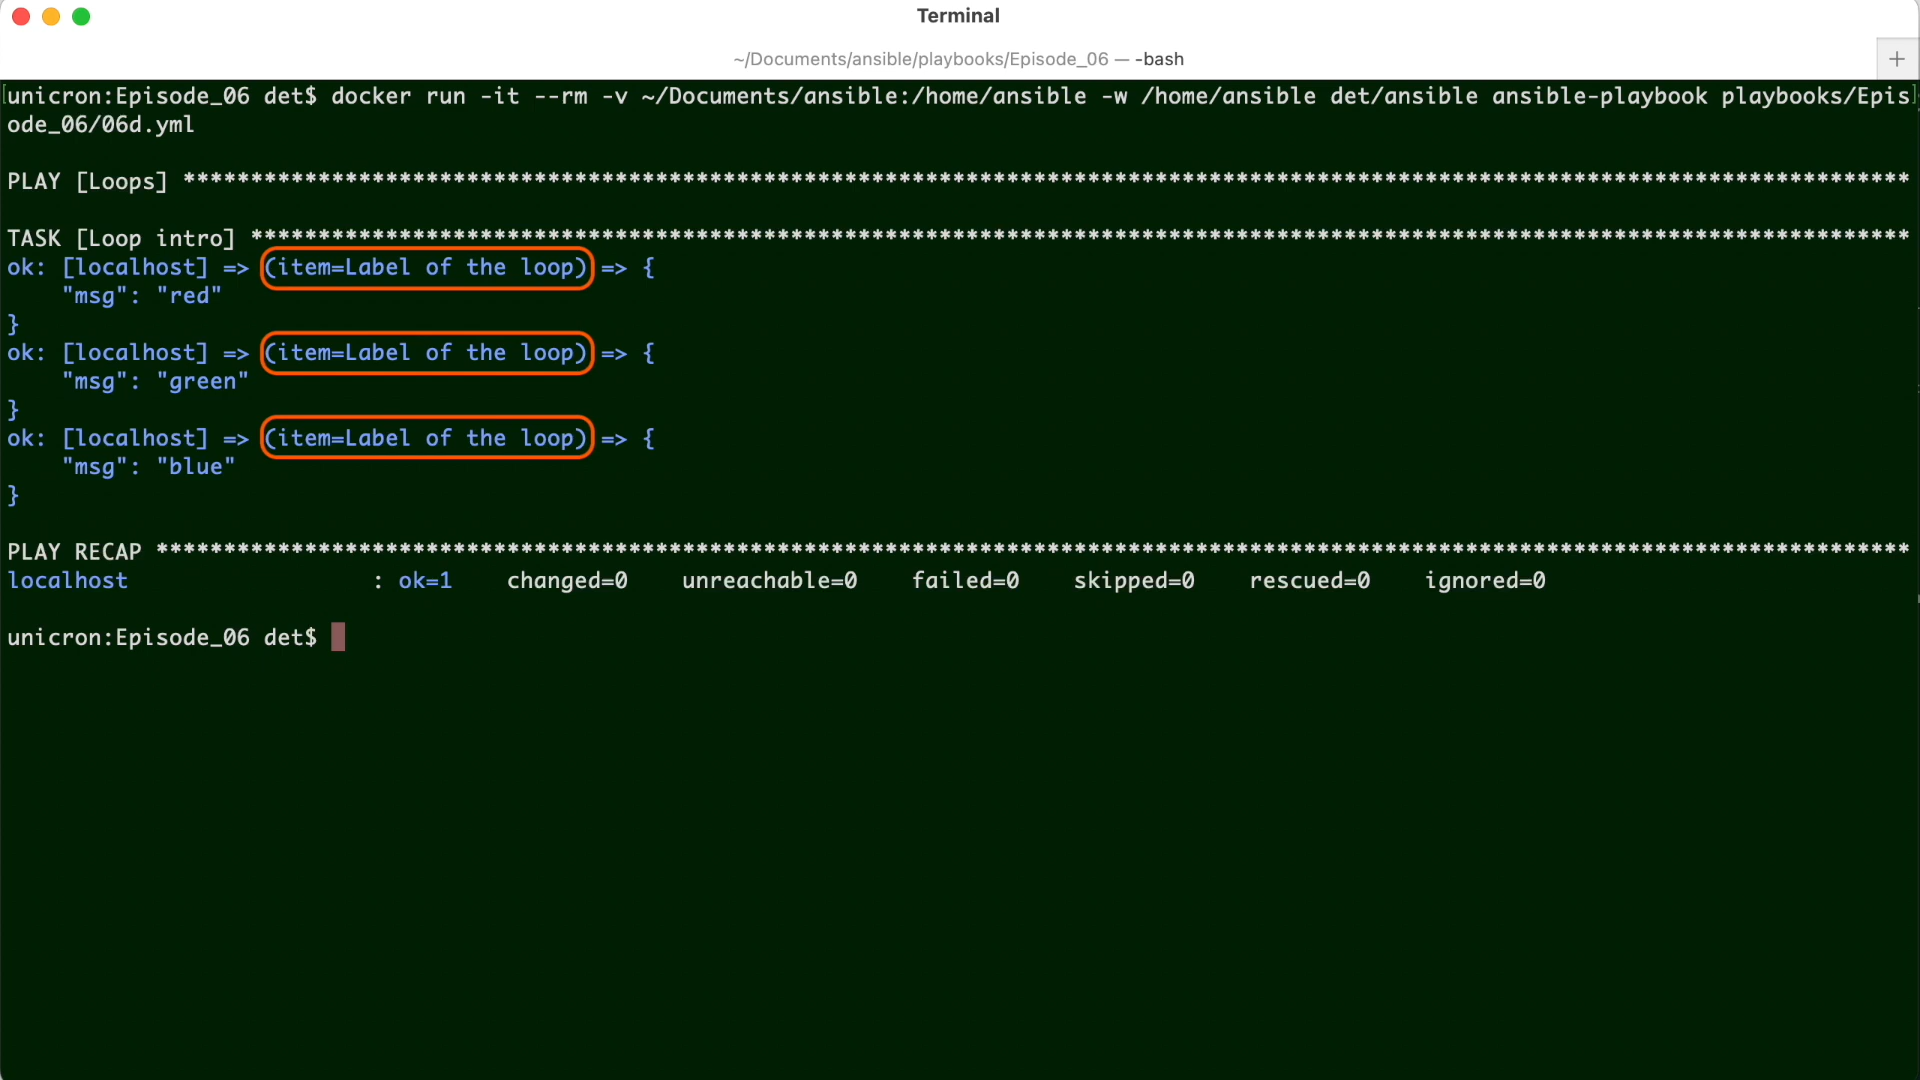 Terminal
~/Documents/ansible/playbooks/Episode_06 — -bash
unicron:Episode_06 det$ docker run -it --rm -v ~/Documents/ansible:/home/ansible -w /home/ansible det/ansible ansible-playbook playbooks/Epis
ode_06/06d.yml
PLAY [Loops] ********************************************************************************************************************************
TASK [Loop intro] ***************************************************************************************************************************
ok: [localhost] => (item=Label of the loop) => {
    "msg": "red"
}
ok: [localhost] => (item=Label of the loop) => {
    "msg": "green"
}
ok: [localhost] => (item=Label of the loop) => {
    "msg": "blue"
}
PLAY RECAP **********************************************************************************************************************************
localhost                  : ok=1    changed=0    unreachable=0    failed=0    skipped=0    rescued=0    ignored=0
unicron:Episode_06 det$